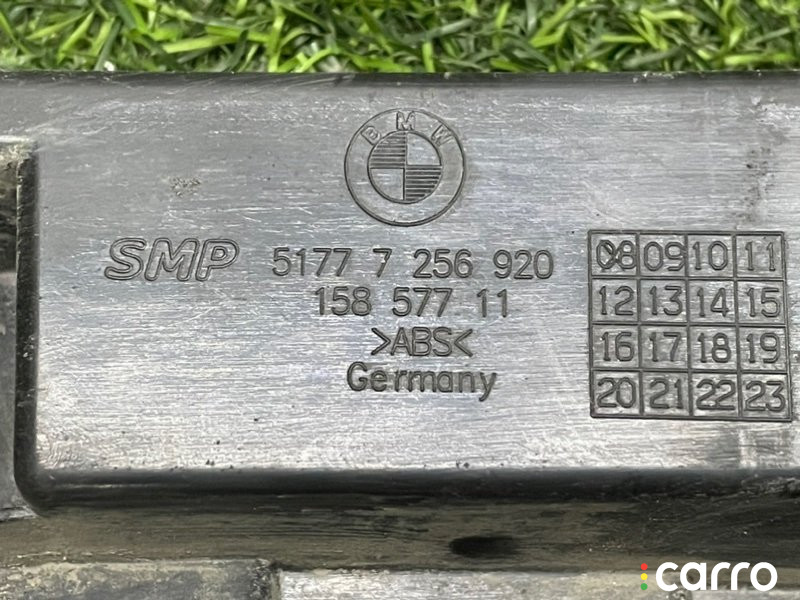 BMW
SMP 5177 7 256 920
158 577 11
>ABS<
Germany
08 09 10 11
12 13 14 15
16 17 18 19
20 21 22 23
carro